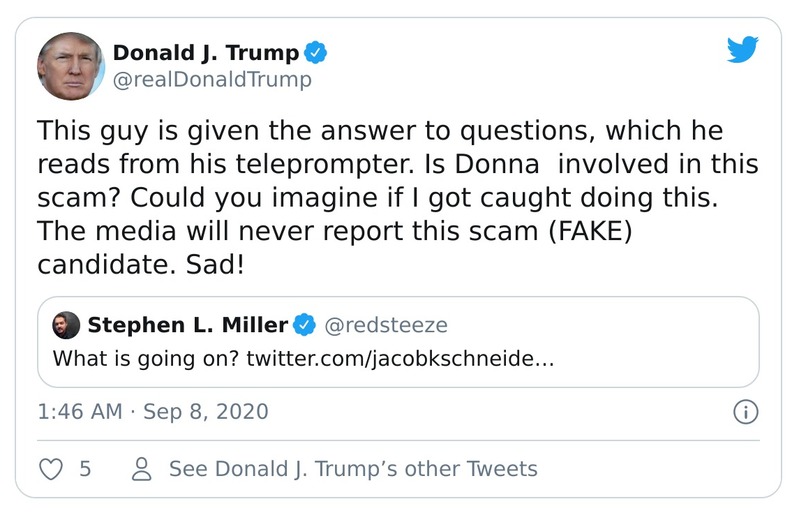 Donald J. Trump
@realDonaldTrump
This guy is given the answer to questions, which he
reads from his teleprompter. Is Donna  involved in this
scam? Could you imagine if I got caught doing this.
The media will never report this scam (FAKE)
candidate. Sad!
Stephen L. Miller @redsteeze
What is going on? twitter.com/jacobkschneide…
1:46 AM · Sep 8, 2020
5 See Donald J. Trump’s other Tweets